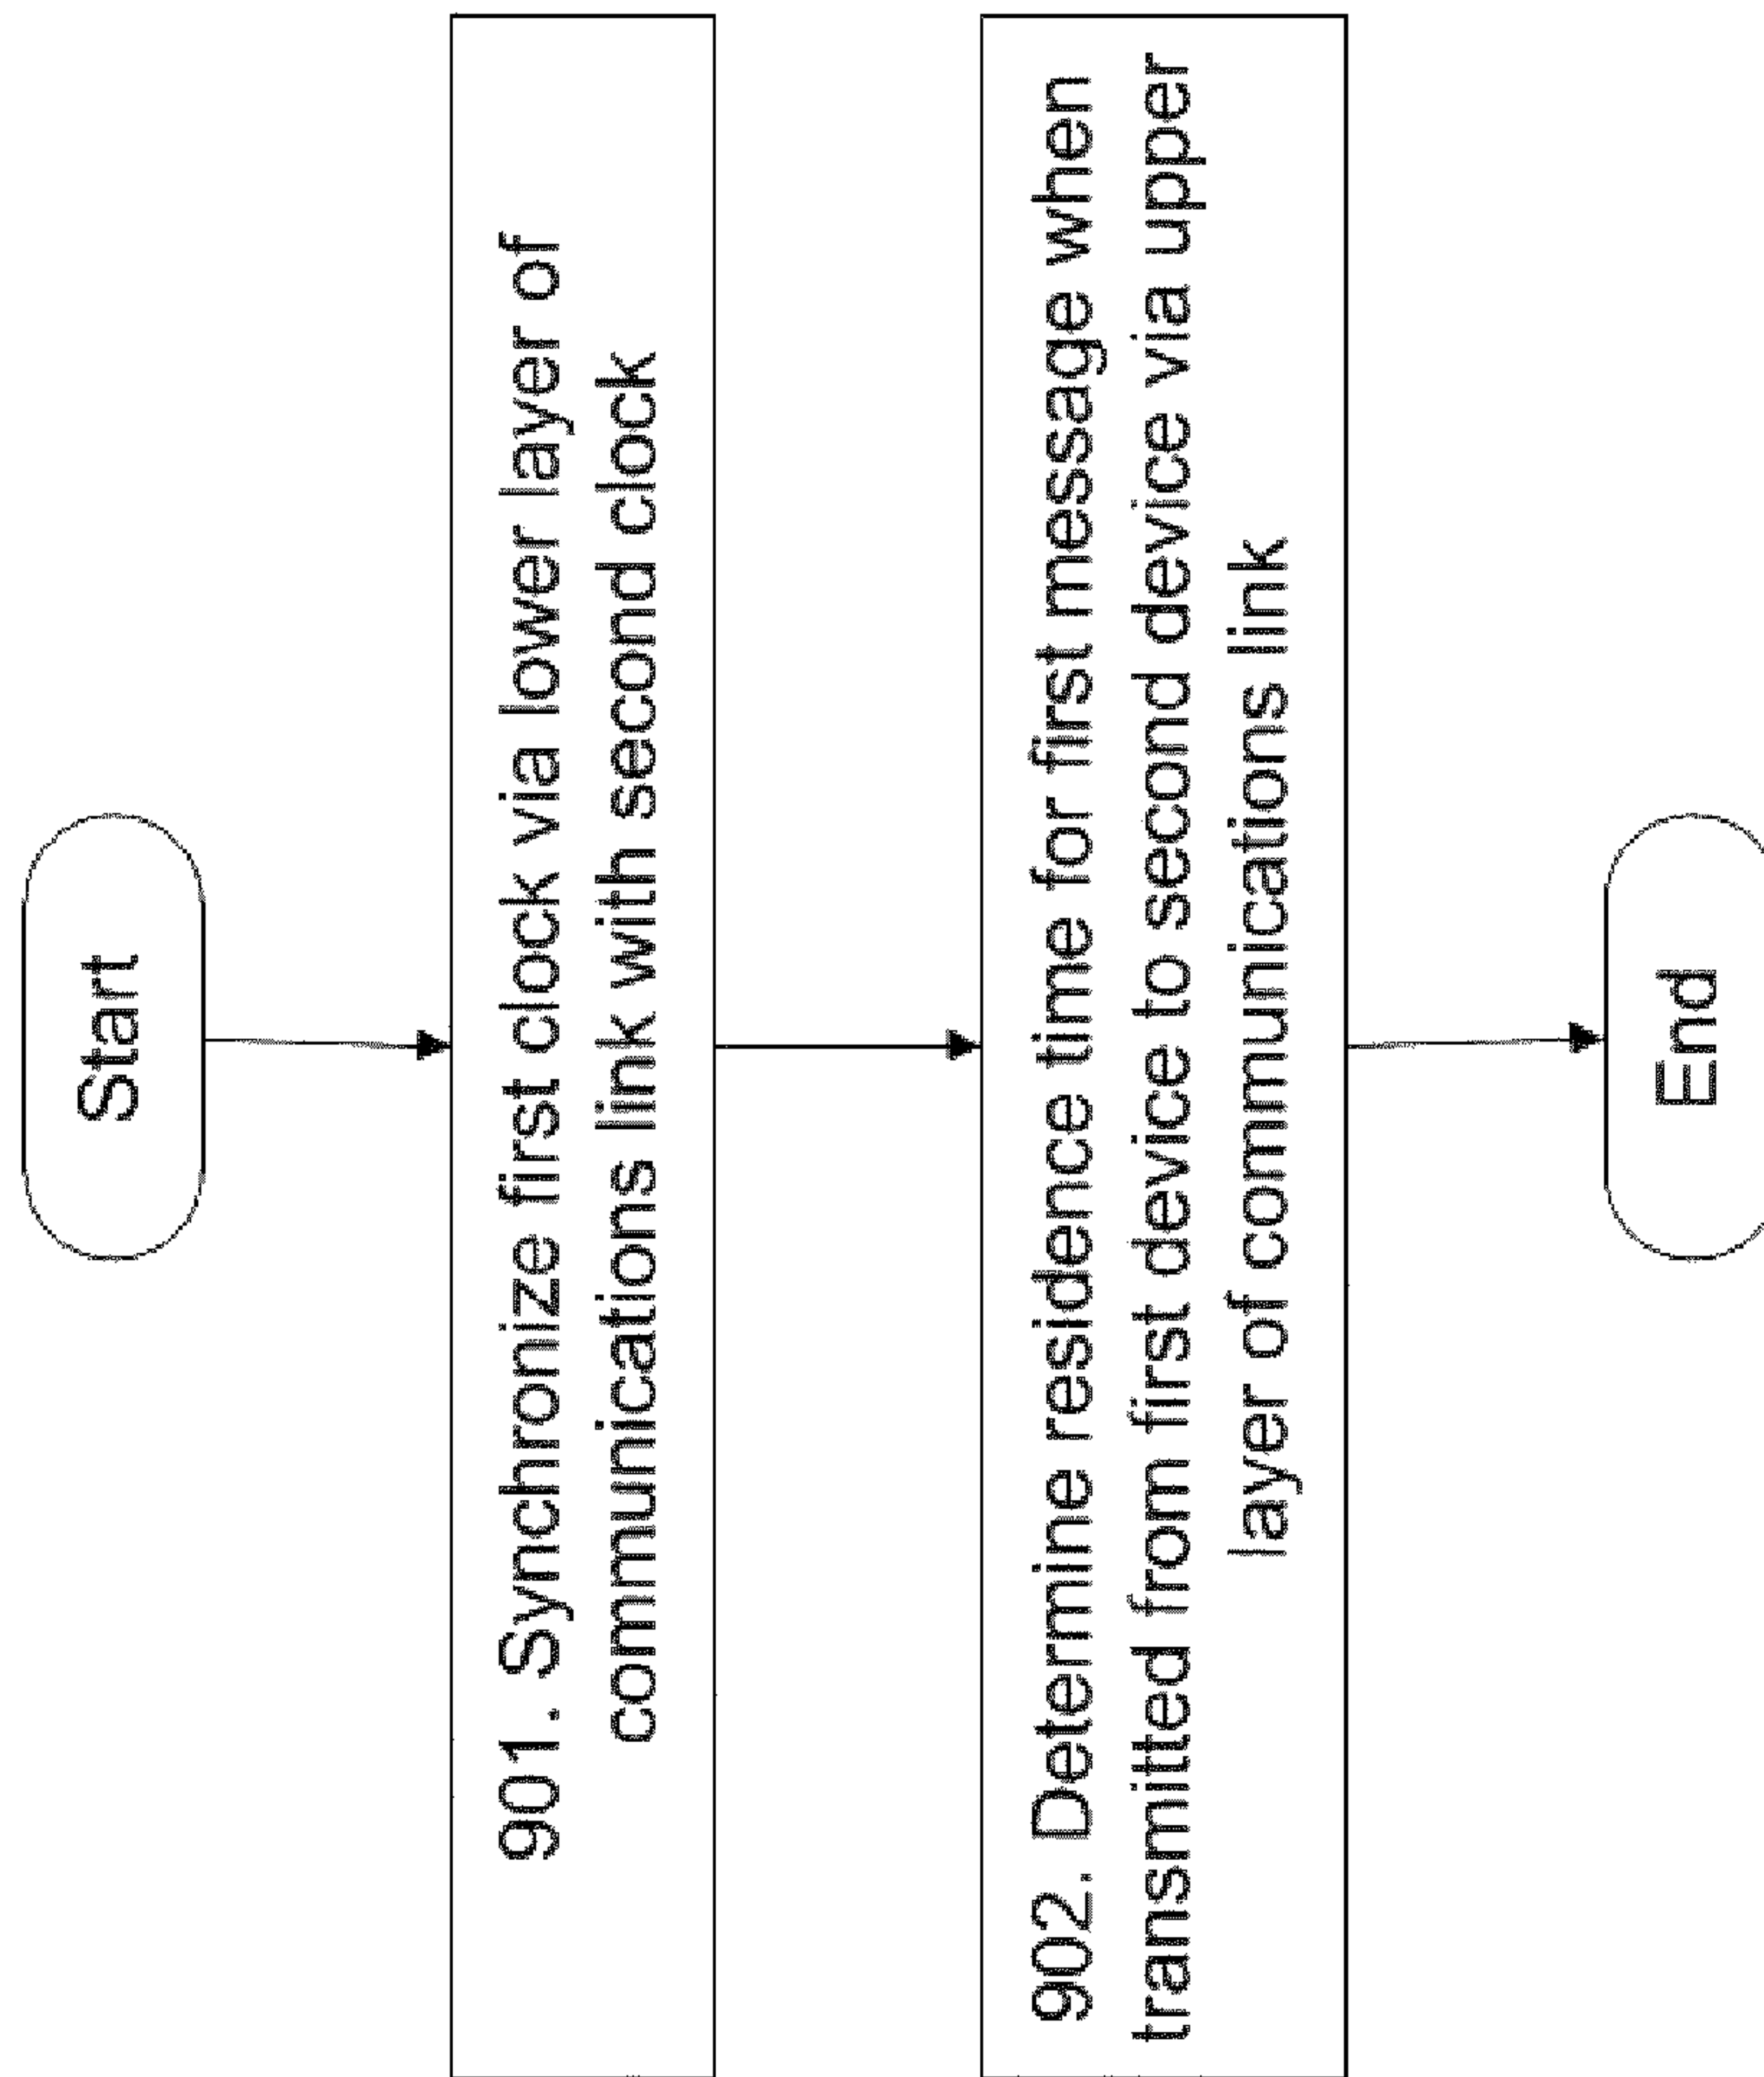 Start
901. Synchronize first clock via lower layer of
communications link with second clock
902. Determine residence time for first message when
transmitted from first device to second device via upper
layer of communications link
End